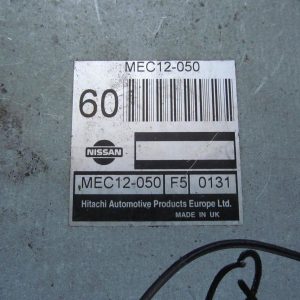 MEC12-050
60
NISSAN
MEC12-050 F5 0131
Hitachi Automotive Products Europe Ltd.
MADE IN UK